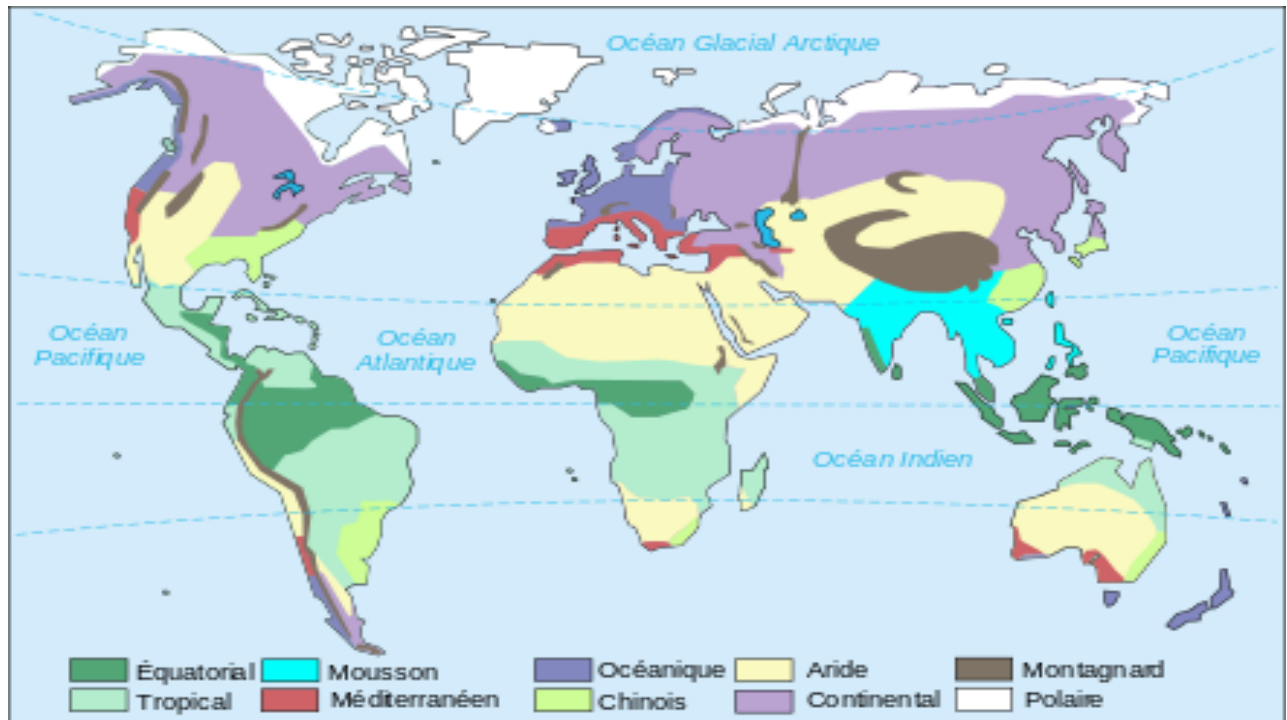 Océan Glacial Arctique
Océan
Pacifique
Océan
Atlantique
Océan
Pacifique
Océan Indien
Équatorial
Mousson
Océanique
Aride
Montagnard
Tropical
Méditerranéen
Chinois
Continental
Polaire